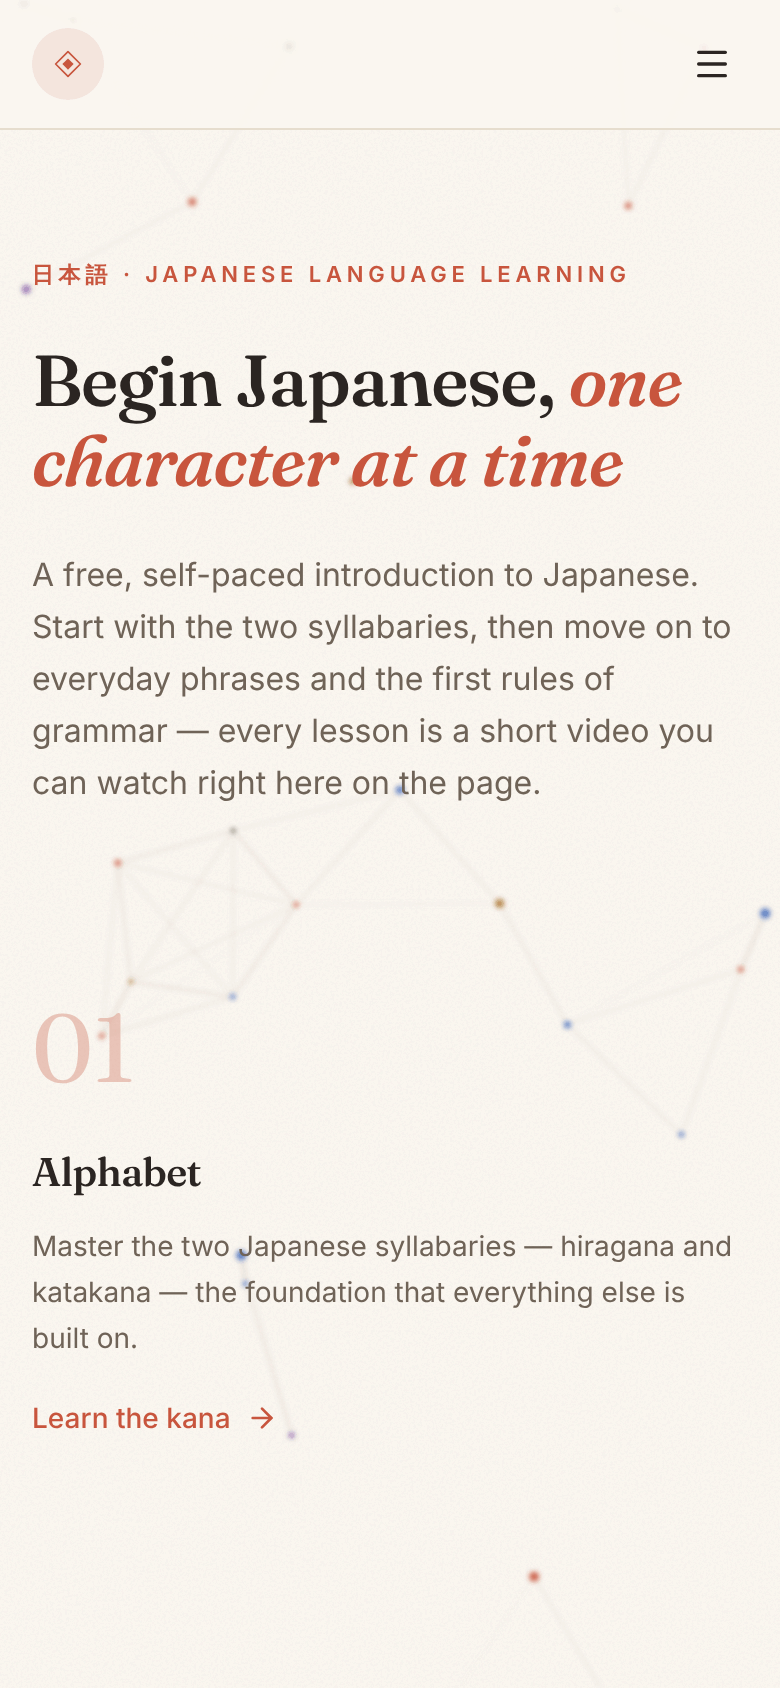 日本語 · JAPANESE LANGUAGE LEARNING
Begin Japanese, one
character at a time
A free, self-paced introduction to Japanese.
Start with the two syllabaries, then move on to
everyday phrases and the first rules of
grammar — every lesson is a short video you
can watch right here on the page.
01
Alphabet
Master the two Japanese syllabaries — hiragana and
katakana — the foundation that everything else is
built on.
Learn the kana →